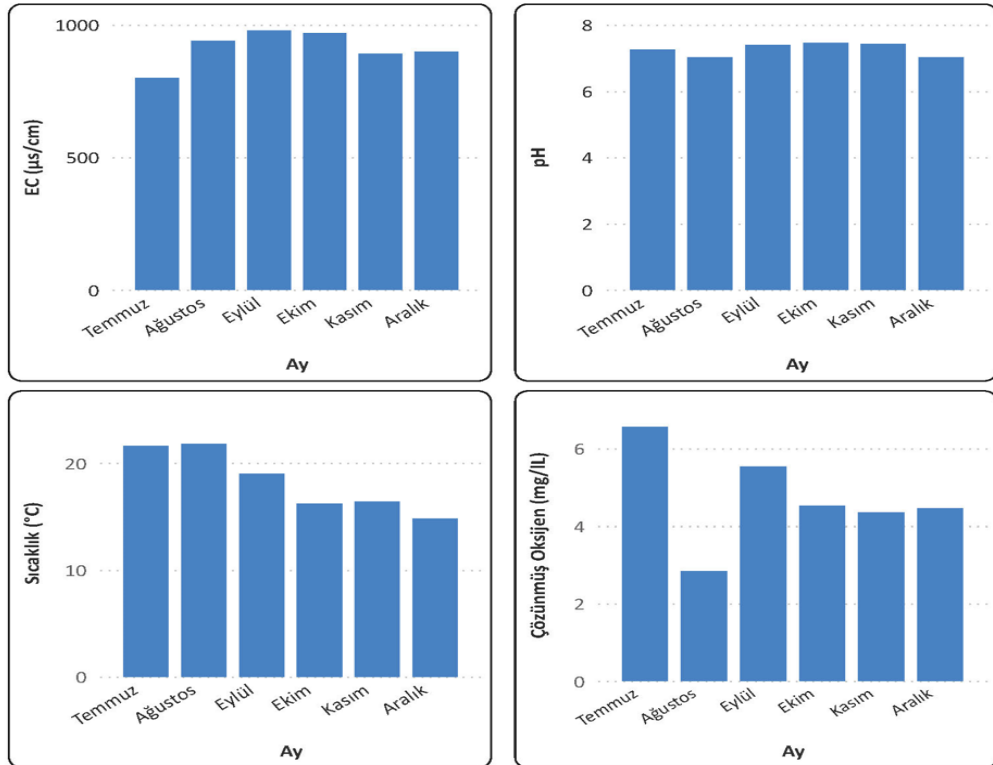 1000
500
0
EC (µs/cm)
Temmuz
Ağustos
Eylül
Ekim
Kasım
Aralık
Ay
8
6
4
2
0
pH
Temmuz
Ağustos
Eylül
Ekim
Kasım
Aralık
Ay
20
10
0
Sıcaklık (°C)
Temmuz
Ağustos
Eylül
Ekim
Kasım
Aralık
Ay
6
4
2
0
Çözünmüş Oksijen (mg/lL)
Temmuz
Ağustos
Eylül
Ekim
Kasım
Aralık
Ay